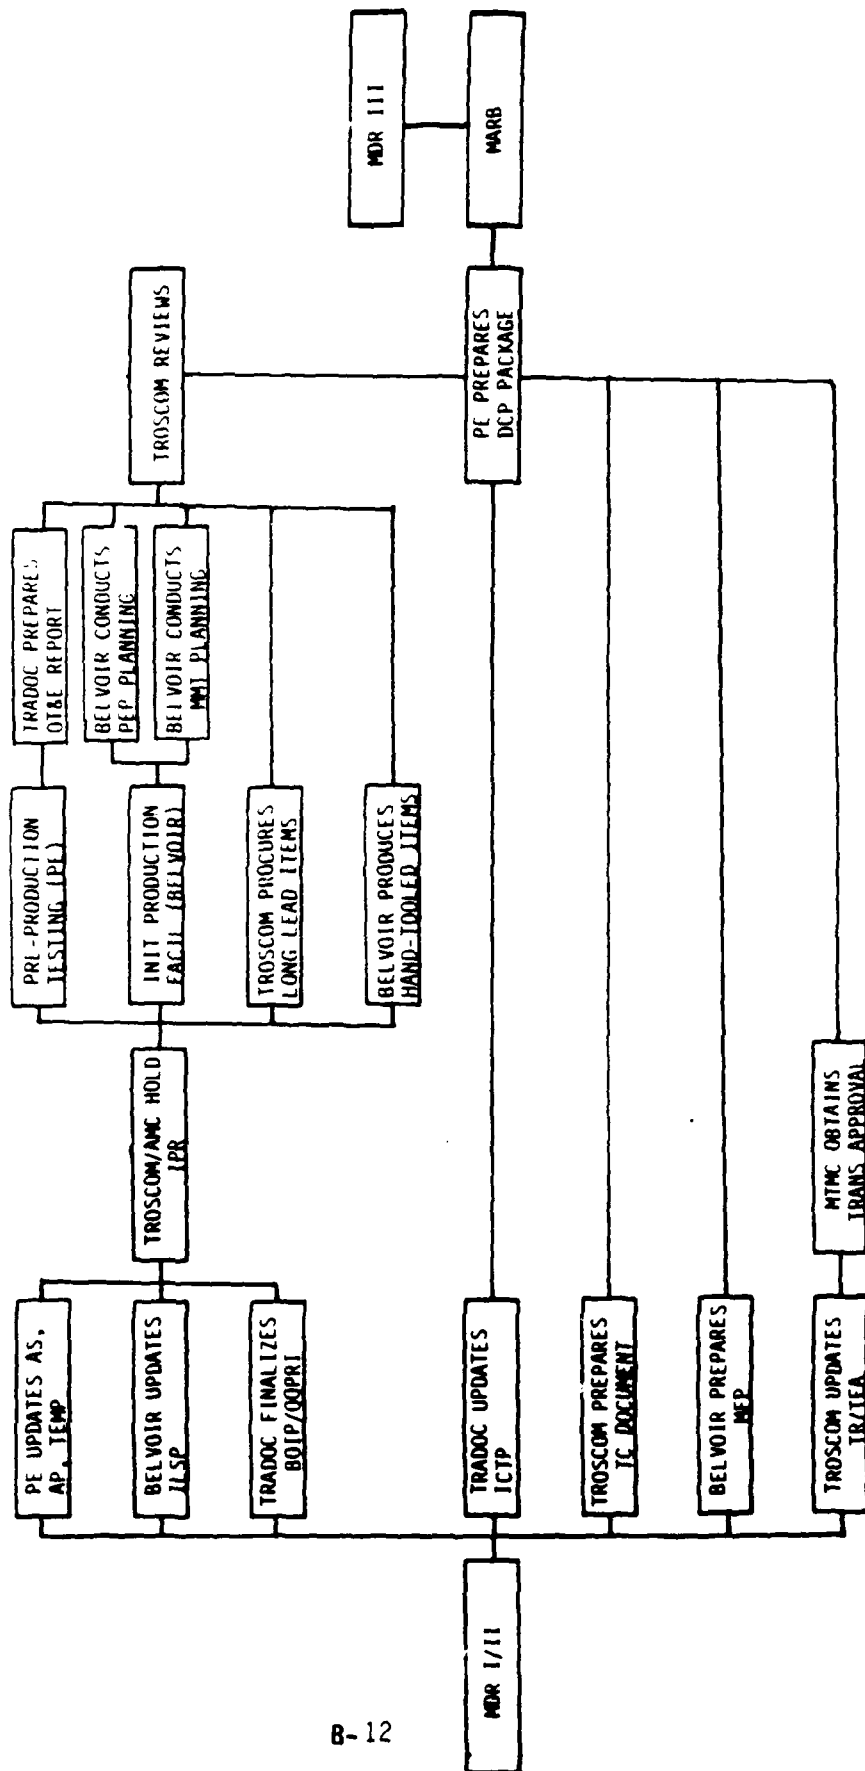 MDR I/II
PE UPDATES AS,
AP, TEMP
BELVOIR UPDATES
ILSP
TRADOC FINALIZES
BOIP/QQPRI
TRADOC UPDATES
ICTP
TROSCOM PREPARES
TC DOCUMENT
BELVOIR PREPARES
MFP
TROSCOM UPDATES
TR/TEA
TROSCOM/AMC HOLD
IPR
MTMC OBTAINS
TRANS APPROVAL
PRE-PRODUCTION
TESTING (PE)
INIT PRODUCTION
FACIL (BELVOIR)
TROSCOM PROCURES
LONG LEAD ITEMS
BELVOIR PRODUCES
HAND-TOOLED ITEMS
TRADOC PREPARES
OT&E REPORT
BELVOIR CONDUCTS
PEP PLANNING
BELVOIR CONDUCTS
MMT PLANNING
TROSCOM REVIEWS
PE PREPARES
DCP PACKAGE
MDR III
MARB
B-12